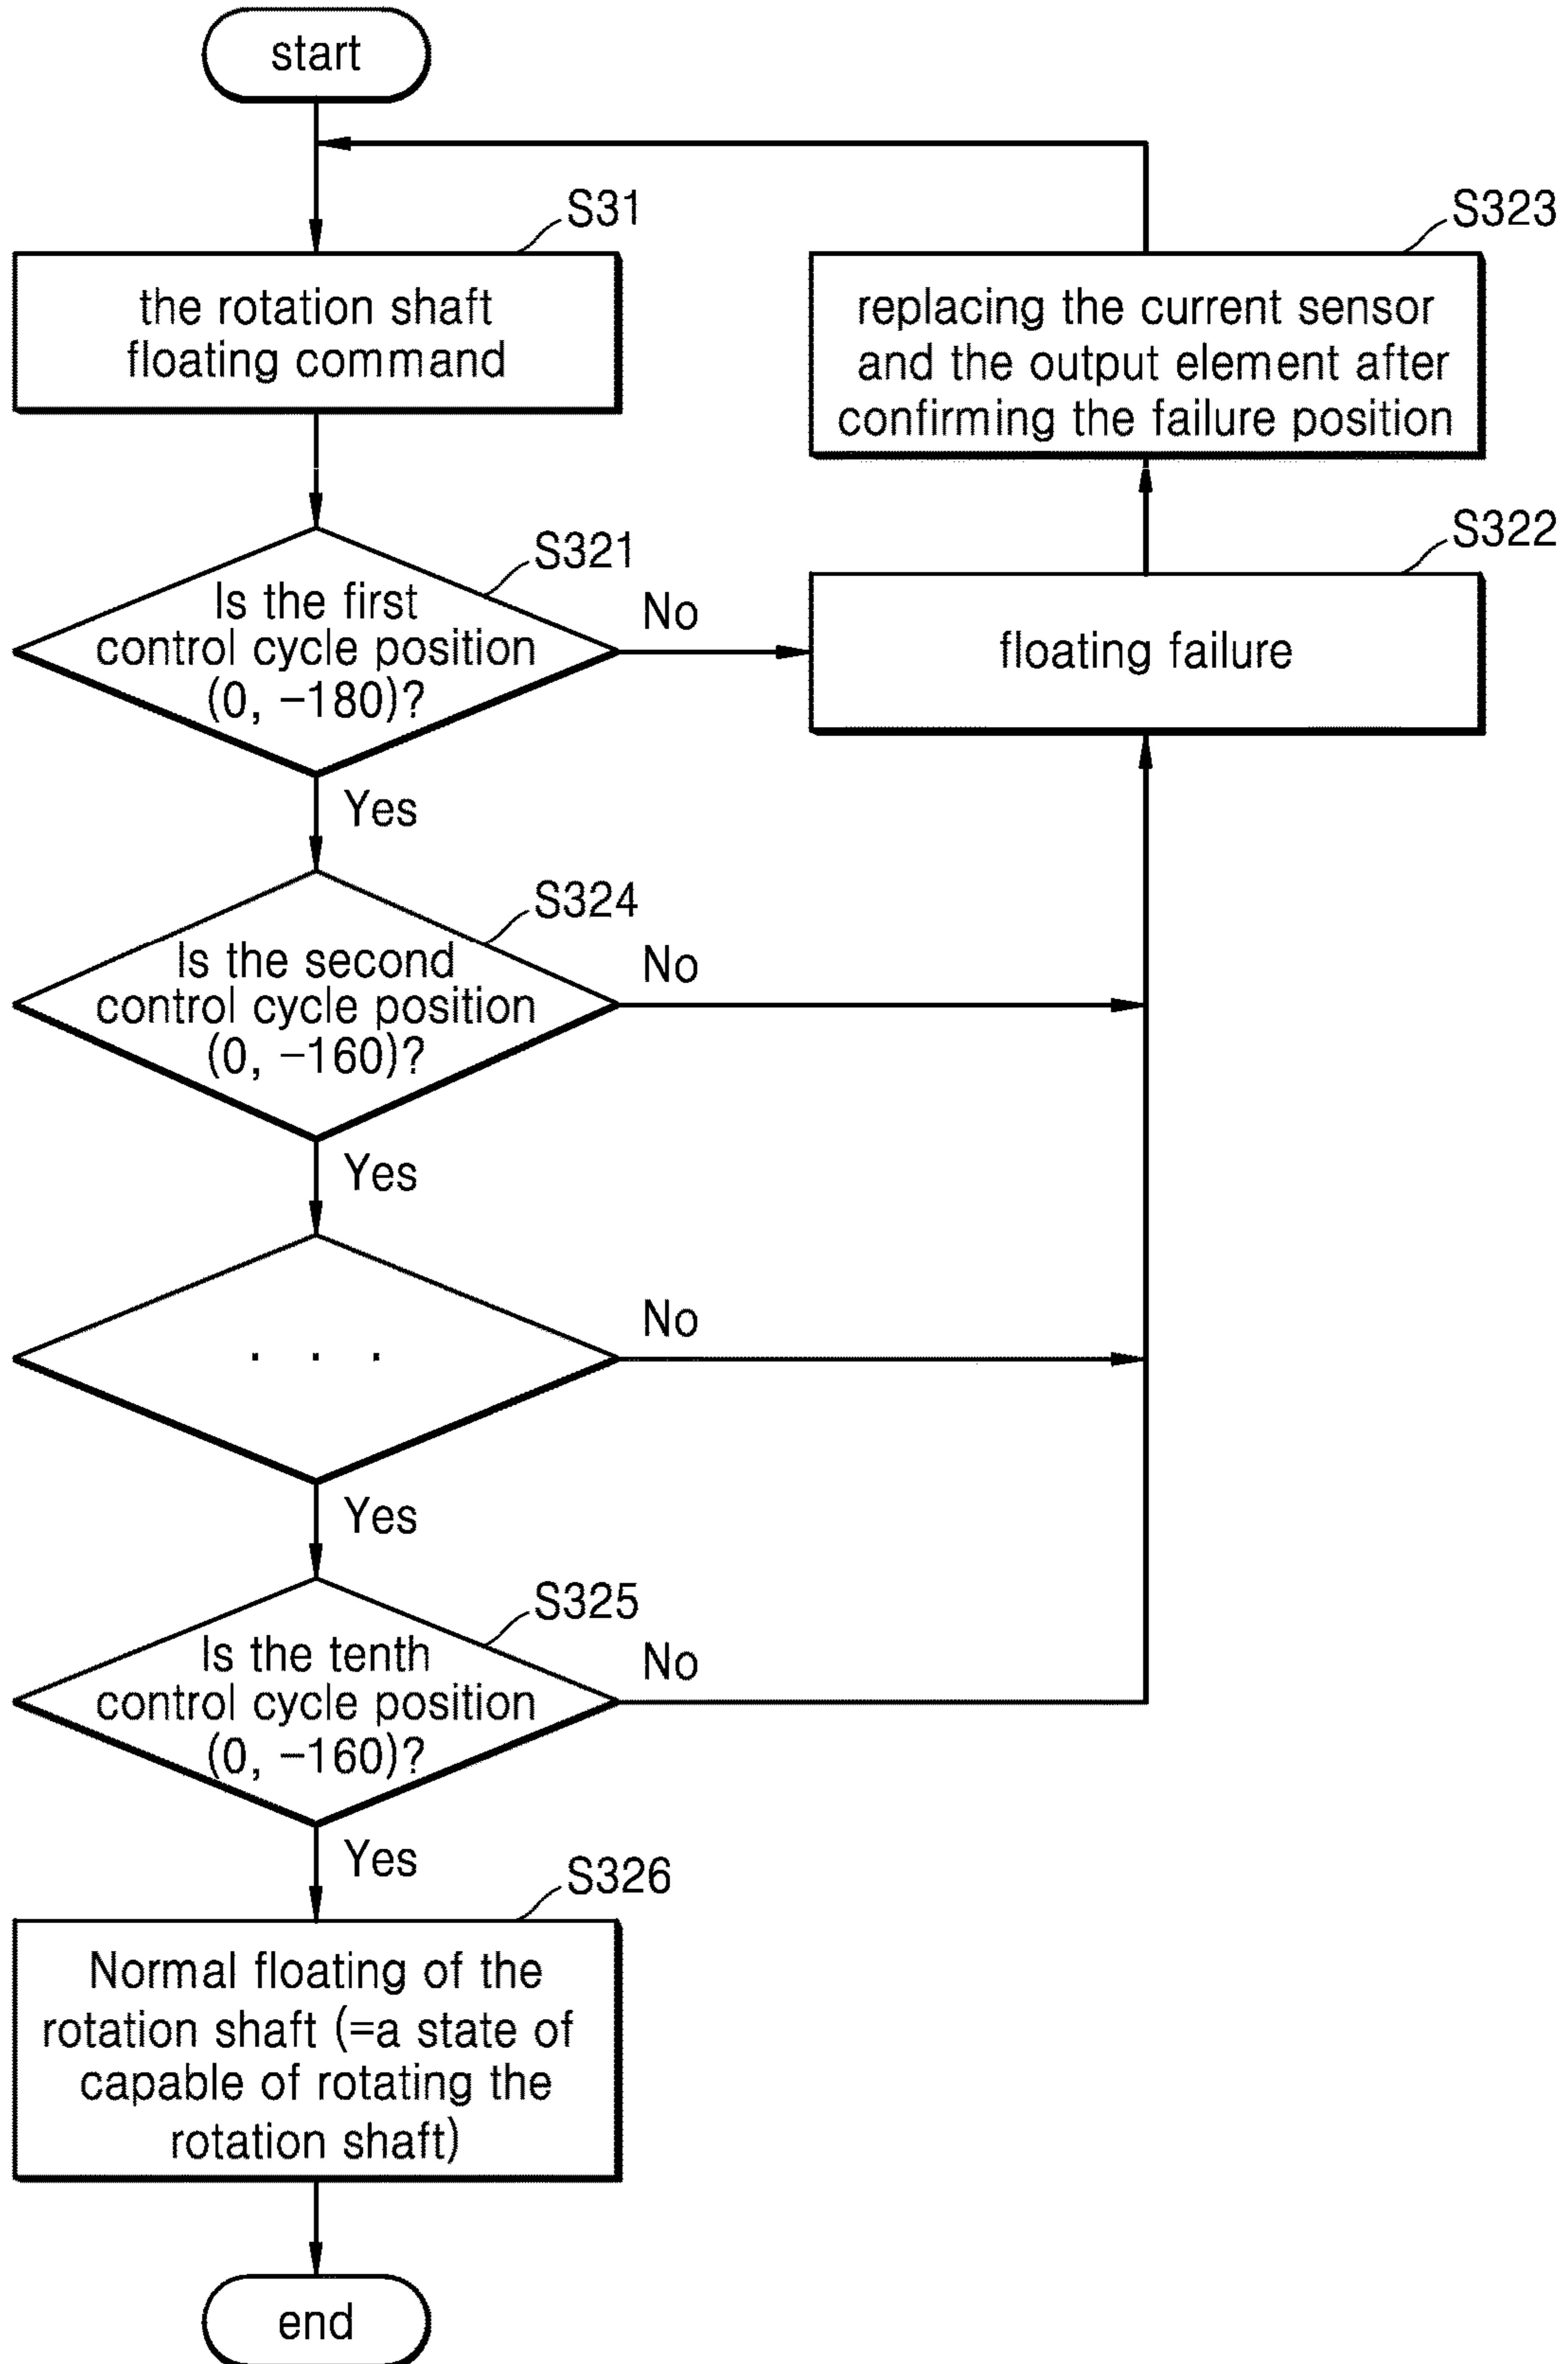 start
S31
the rotation shaft
floating command
S323
replacing the current sensor
and the output element after
confirming the failure position
S321
Is the first
control cycle position
(0, −180)?
No
S322
floating failure
Yes
S324
Is the second
control cycle position
(0, −160)?
No
Yes
. . .
No
Yes
S325
Is the tenth
control cycle position
(0, −160)?
No
Yes
S326
Normal floating of the
rotation shaft (=a state of
capable of rotating the
rotation shaft)
end